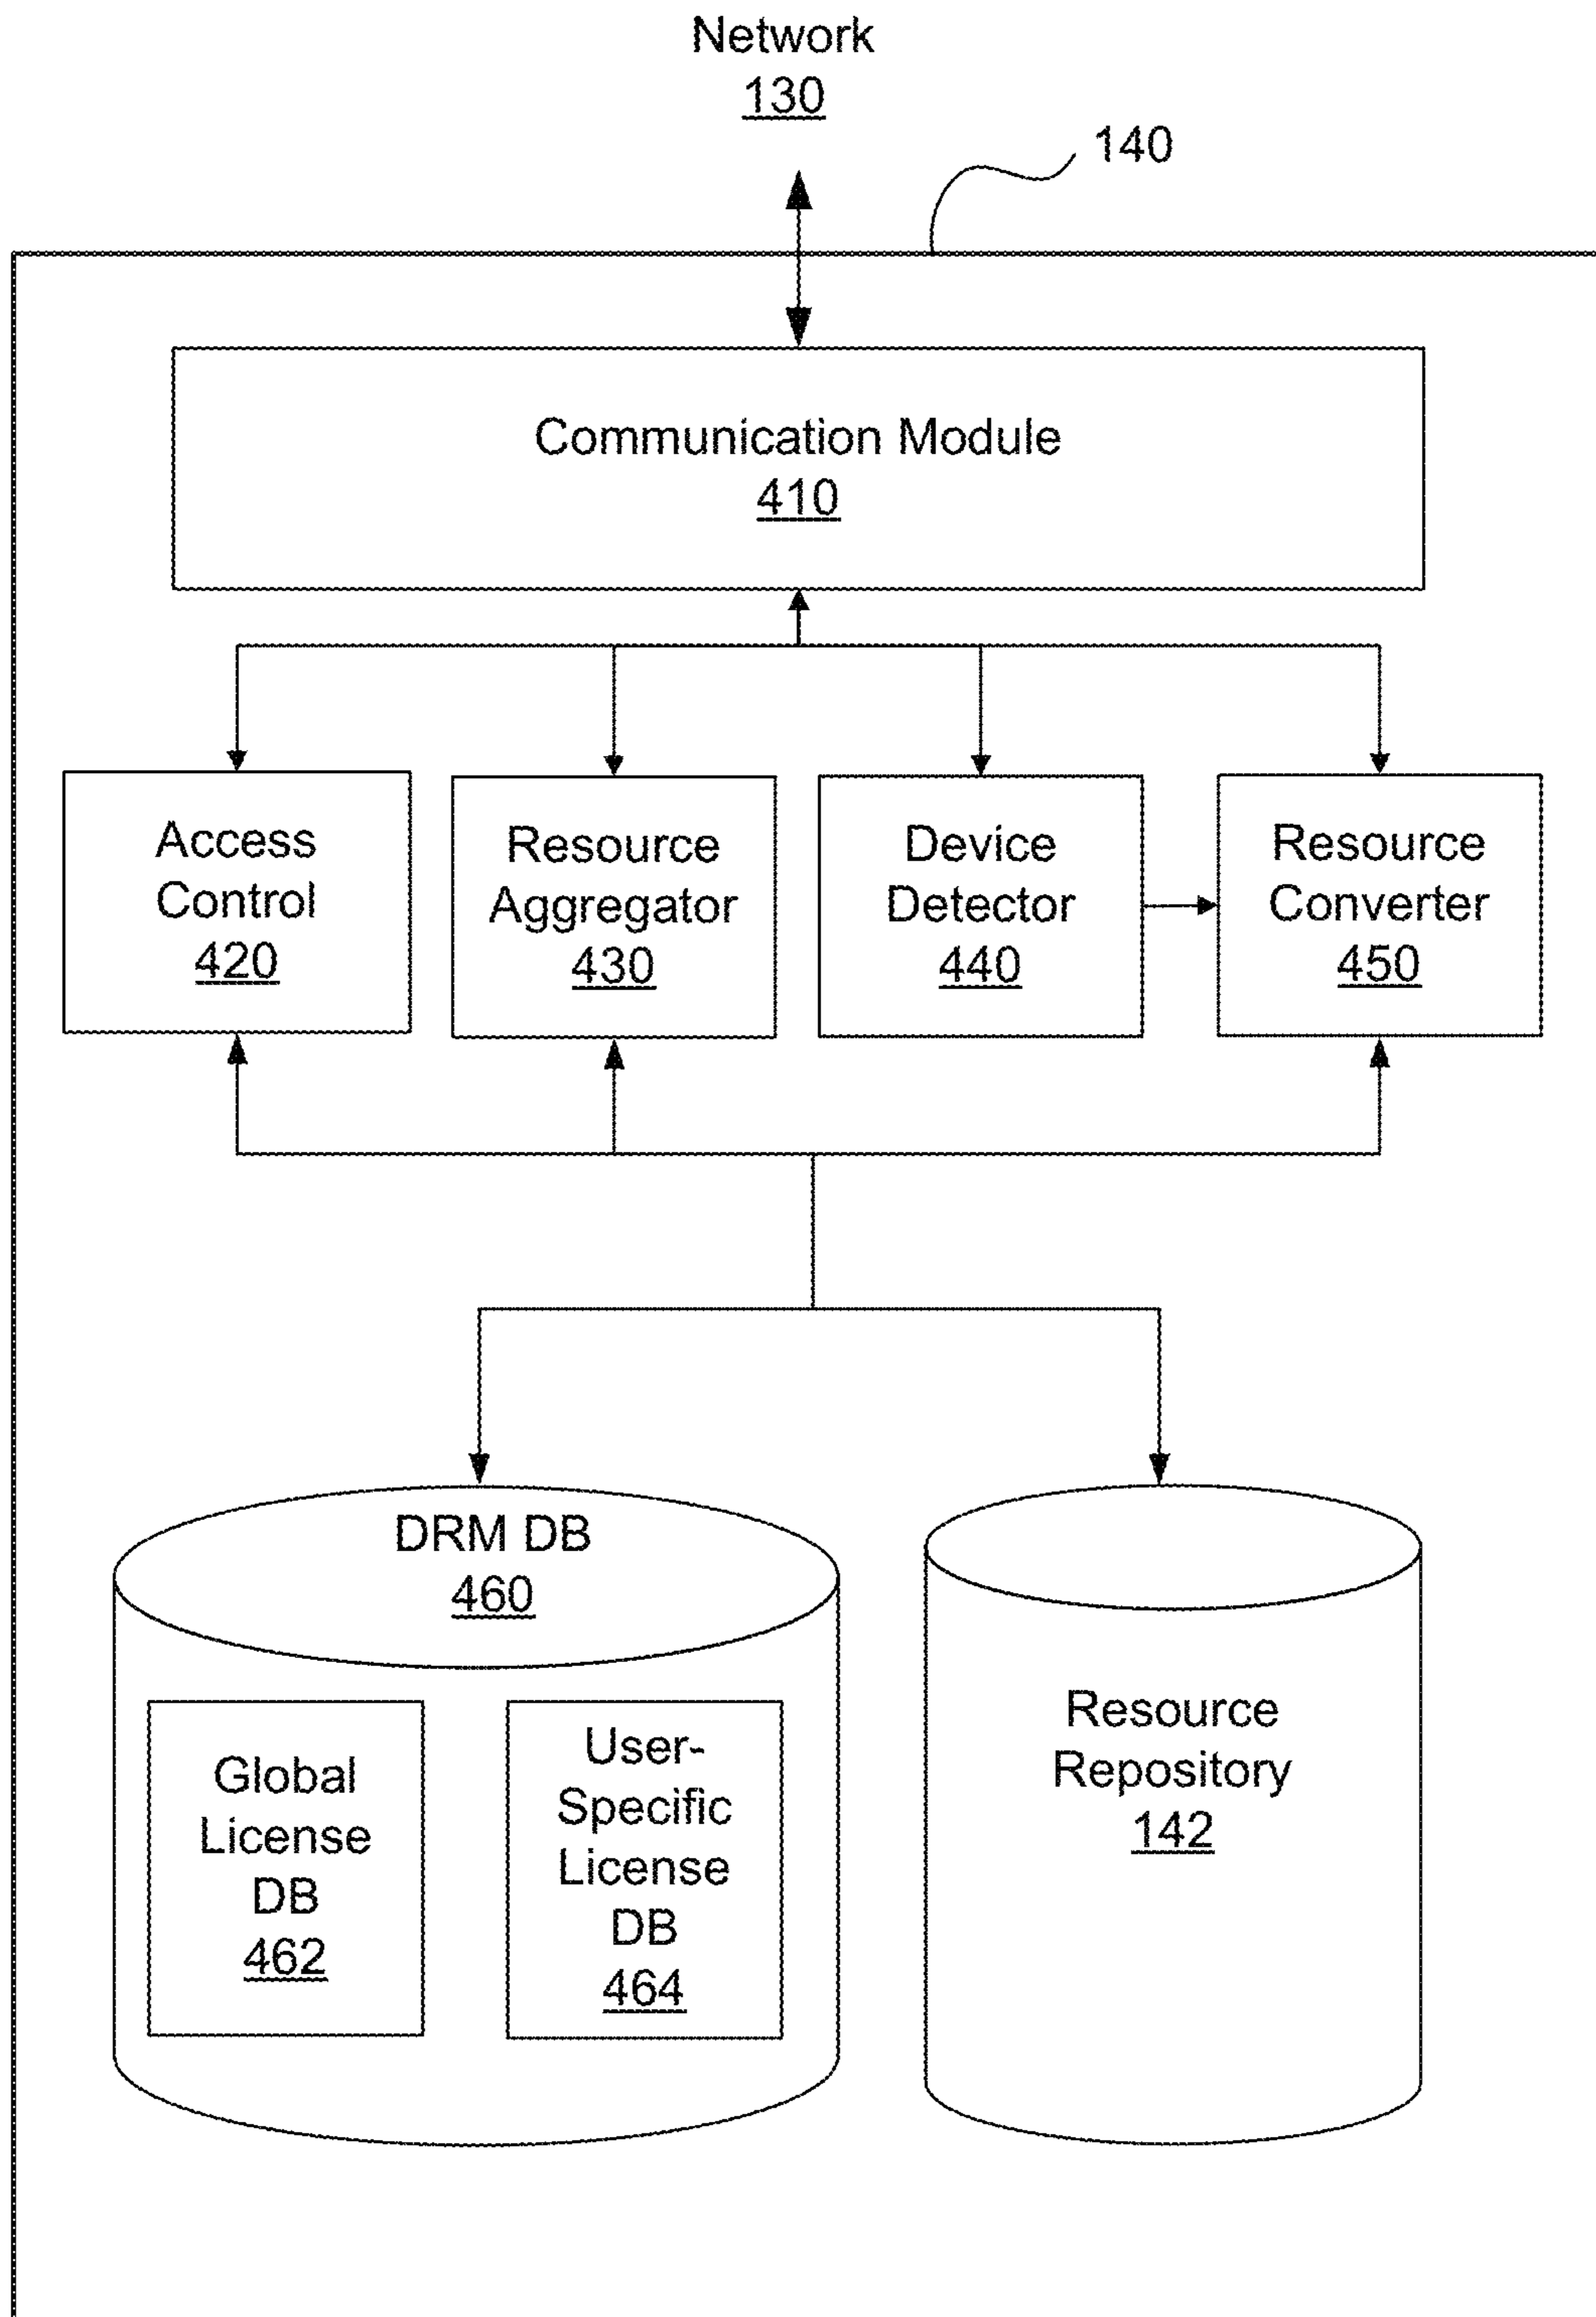 Network
130
140
Communication Module
410
Access
Control
420
Resource
Aggregator
430
Device
Detector
440
Resource
Converter
450
DRM DB
460
Global
License
DB
462
User-
Specific
License
DB
464
Resource
Repository
142